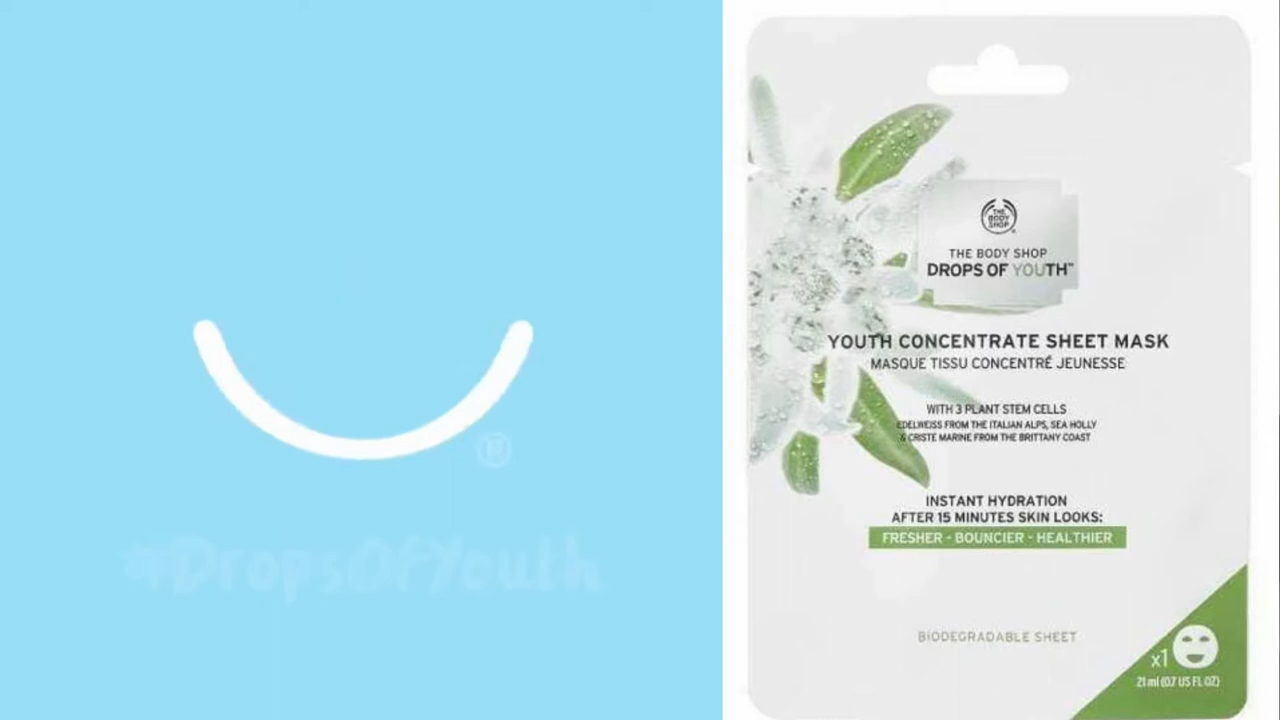 #DropsOfYouth
®
THE
BODY
SHOP
THE BODY SHOP
DROPS OF YOUTH™
YOUTH CONCENTRATE SHEET MASK
MASQUE TISSU CONCENTRÉ JEUNESSE
WITH 3 PLANT STEM CELLS
EDELWEISS FROM THE ITALIAN ALPS, SEA HOLLY
& CRISTE MARINE FROM THE BRITTANY COAST
INSTANT HYDRATION
AFTER 15 MINUTES SKIN LOOKS:
FRESHER - BOUNCIER - HEALTHIER
BIODEGRADABLE SHEET
x1
21 ml (0.7 US FL OZ)